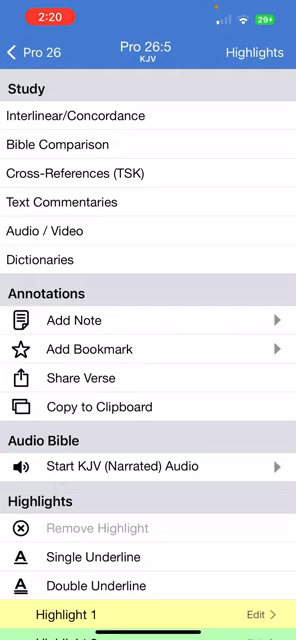 2:20
29
Pro 26
Pro 26:5
KJV
Highlights
Study
Interlinear/Concordance
Bible Comparison
Cross-References (TSK)
Text Commentaries
Audio / Video
Dictionaries
Annotations
Add Note
Add Bookmark
Share Verse
Copy to Clipboard
Audio Bible
Start KJV (Narrated) Audio
Highlights
Remove Highlight
A Single Underline
A Double Underline
Highlight 1 Edit